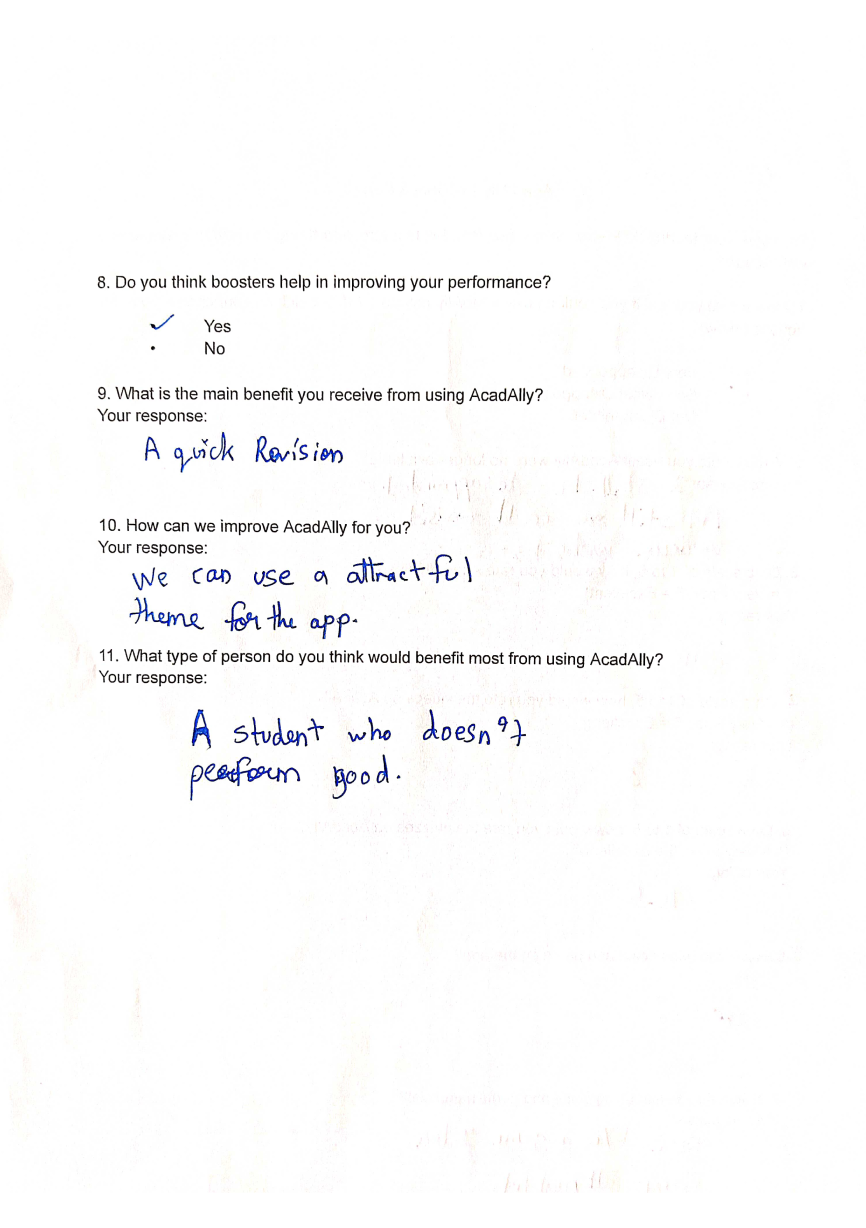 8. Do you think boosters help in improving your performance?
✓ Yes
• No
9. What is the main benefit you receive from using AcadAlly?
Your response:
A quick Revision
10. How can we improve AcadAlly for you?
Your response:
We can use a attractful
theme for the app.
11. What type of person do you think would benefit most from using AcadAlly?
Your response:
A student who doesn't
perform good.